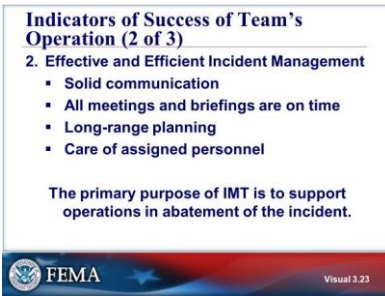 Indicators of Success of Team's
Operation (2 of 3)
2. Effective and Efficient Incident Management
▪ Solid communication
▪ All meetings and briefings are on time
▪ Long-range planning
▪ Care of assigned personnel
The primary purpose of IMT is to support
operations in abatement of the incident.
FEMA
Visual 3.23